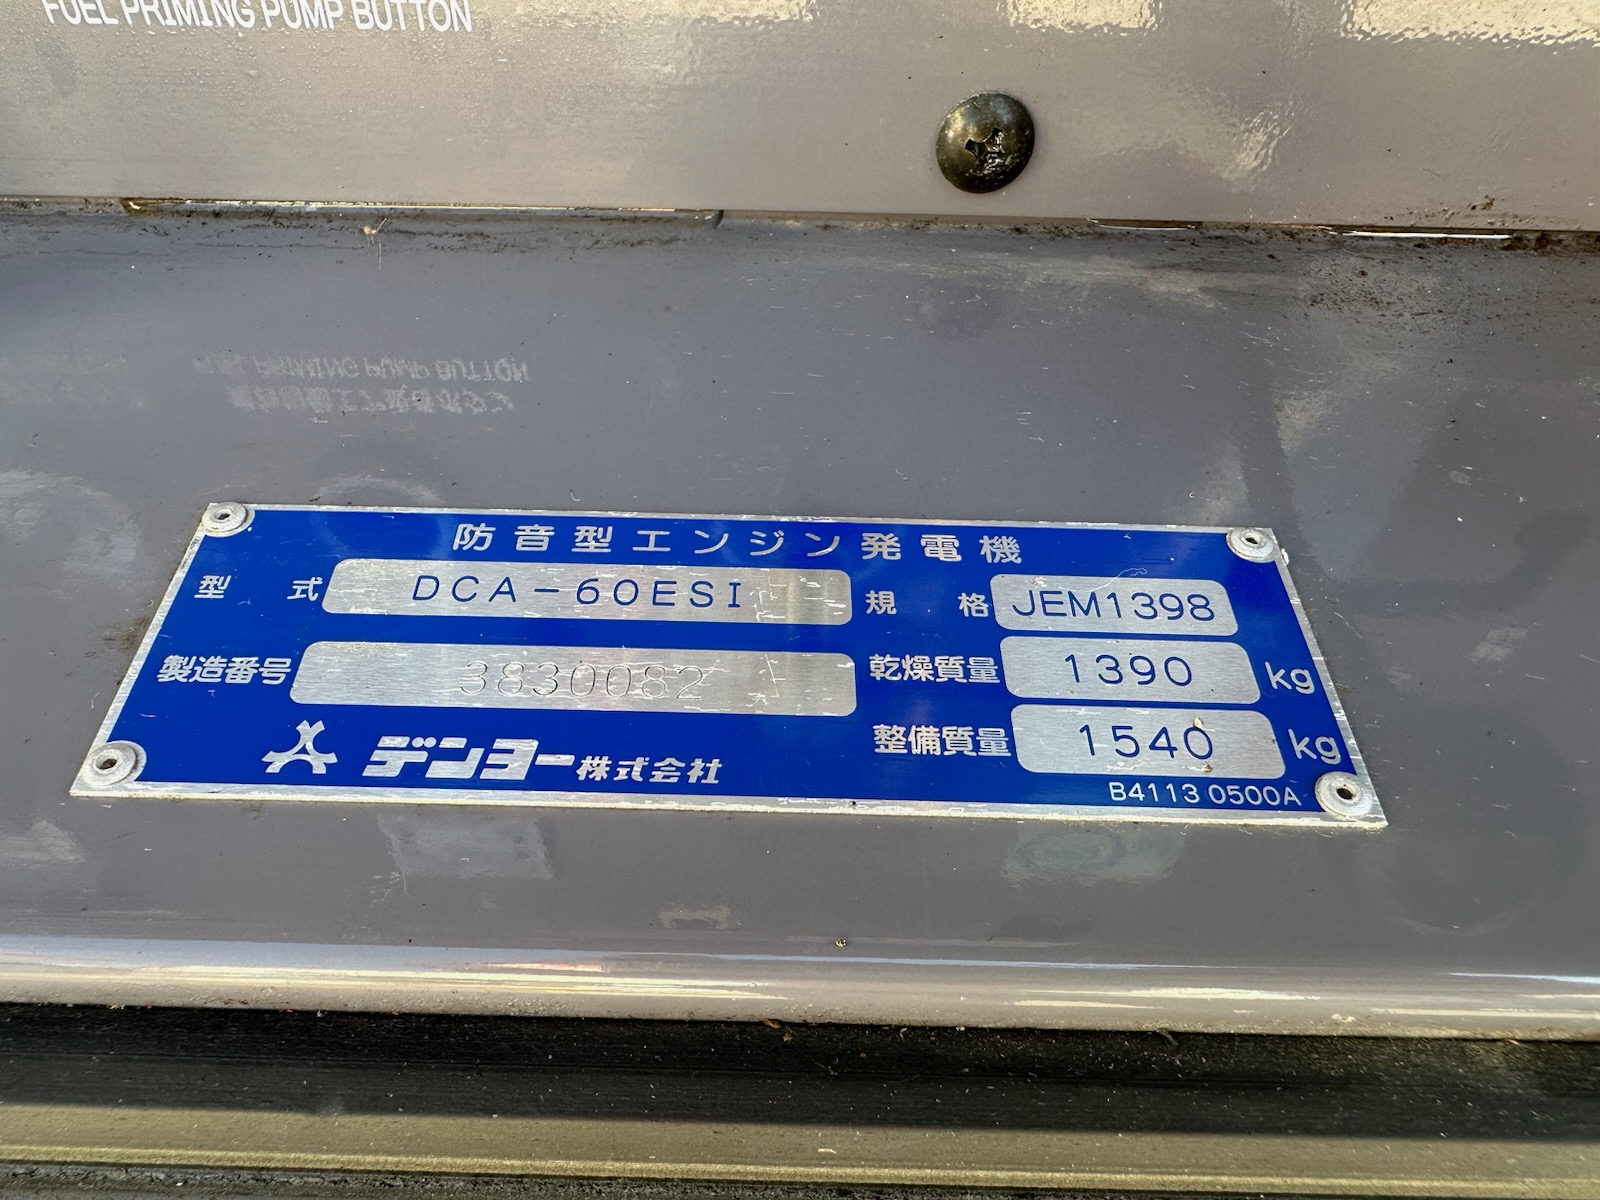 FUEL PRIMING PUMP BUTTON
防音型エンジン発電機
型式 DCA-60ESI 規格 JEM1398
製造番号 3830082 乾燥質量 1390 kg
整備質量 1540 kg
デンヨー株式会社
B41130500A